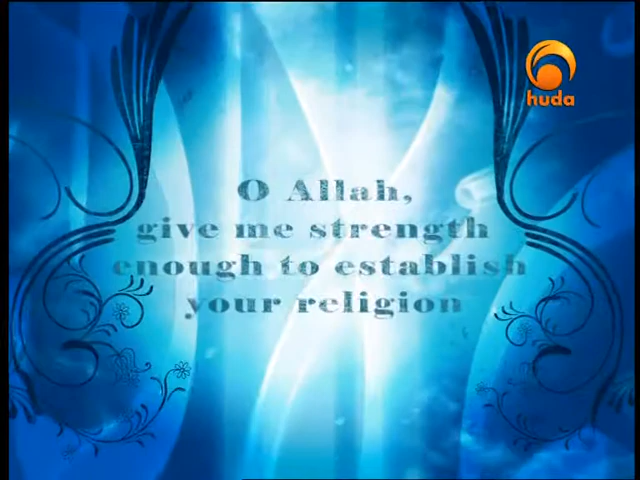 huda
O Allah,
give me strength
enough to establish
your religion